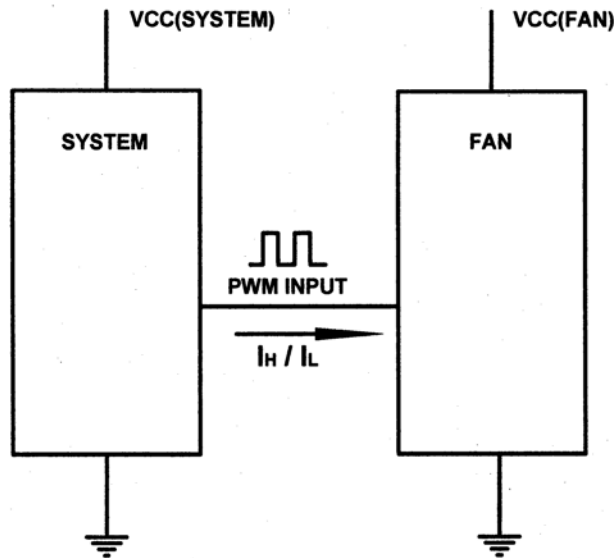 VCC(SYSTEM)
VCC(FAN)
SYSTEM
FAN
PWM INPUT
IH / IL